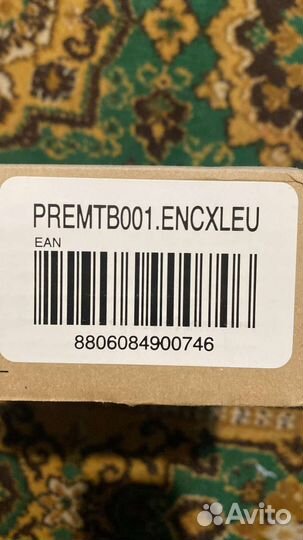 PREMTB001.ENCXLEU
EAN
8806084900746
Avito